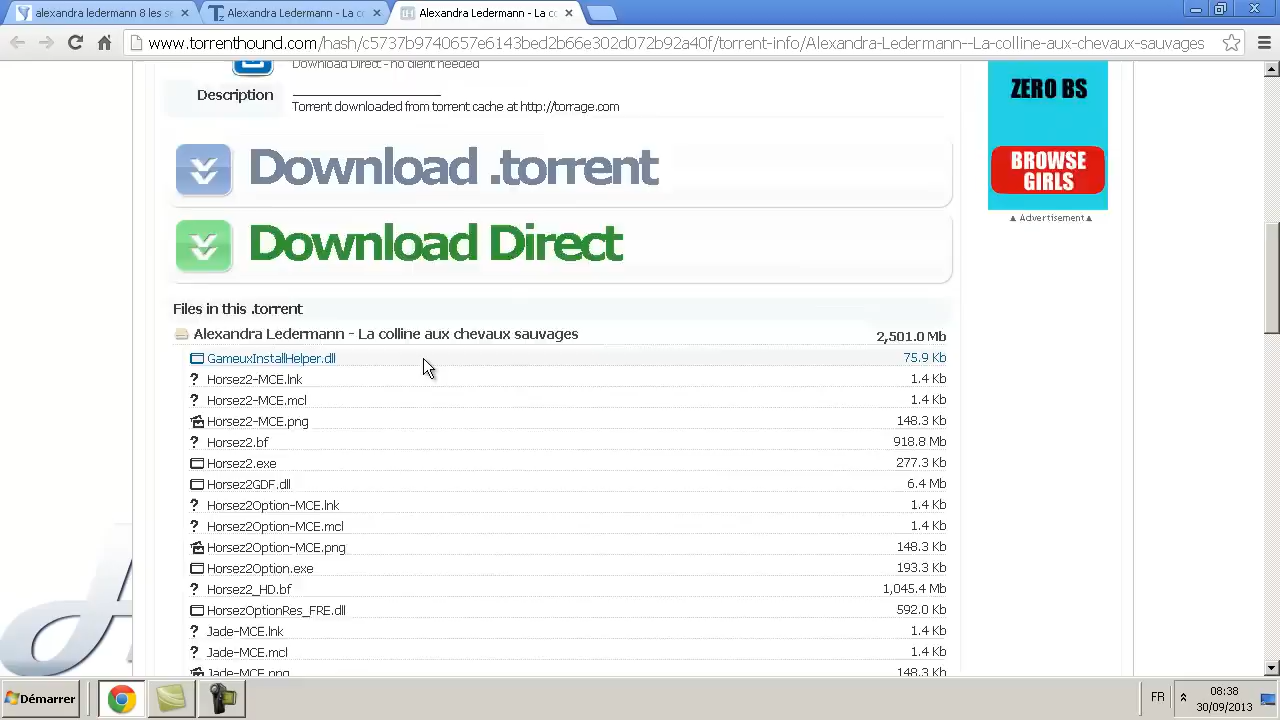 alexandra ledermann 8 les s
Alexandra Ledermann - La c
Alexandra Ledermann - La c
www.torrenthound.com/hash/c5737b9740657e6143bed2b66e302d072b92a40f/torrent-info/Alexandra-Ledermann--La-colline-aux-chevaux-sauvages
Download Direct - no client needed
Description
Torrent downloaded from torrent cache at http://torrage.com
ZERO BS
BROWSE
GIRLS
▲ Advertisement ▲
Download .torrent
Download Direct
Files in this .torrent
Alexandra Ledermann - La colline aux chevaux sauvages 2,501.0 Mb
GameuxInstallHelper.dll 75.9 Kb
Horsez2-MCE.lnk 1.4 Kb
Horsez2-MCE.mcl 1.4 Kb
Horsez2-MCE.png 148.3 Kb
Horsez2.bf 918.8 Mb
Horsez2.exe 277.3 Kb
Horsez2GDF.dll 6.4 Mb
Horsez2Option-MCE.lnk 1.4 Kb
Horsez2Option-MCE.mcl 1.4 Kb
Horsez2Option-MCE.png 148.3 Kb
Horsez2Option.exe 193.3 Kb
Horsez2_HD.bf 1,045.4 Mb
HorsezOptionRes_FRE.dll 592.0 Kb
Jade-MCE.lnk 1.4 Kb
Jade-MCE.mcl 1.4 Kb
Jade-MCE.png 148.3 Kb
Démarrer
FR
08:38
30/09/2013